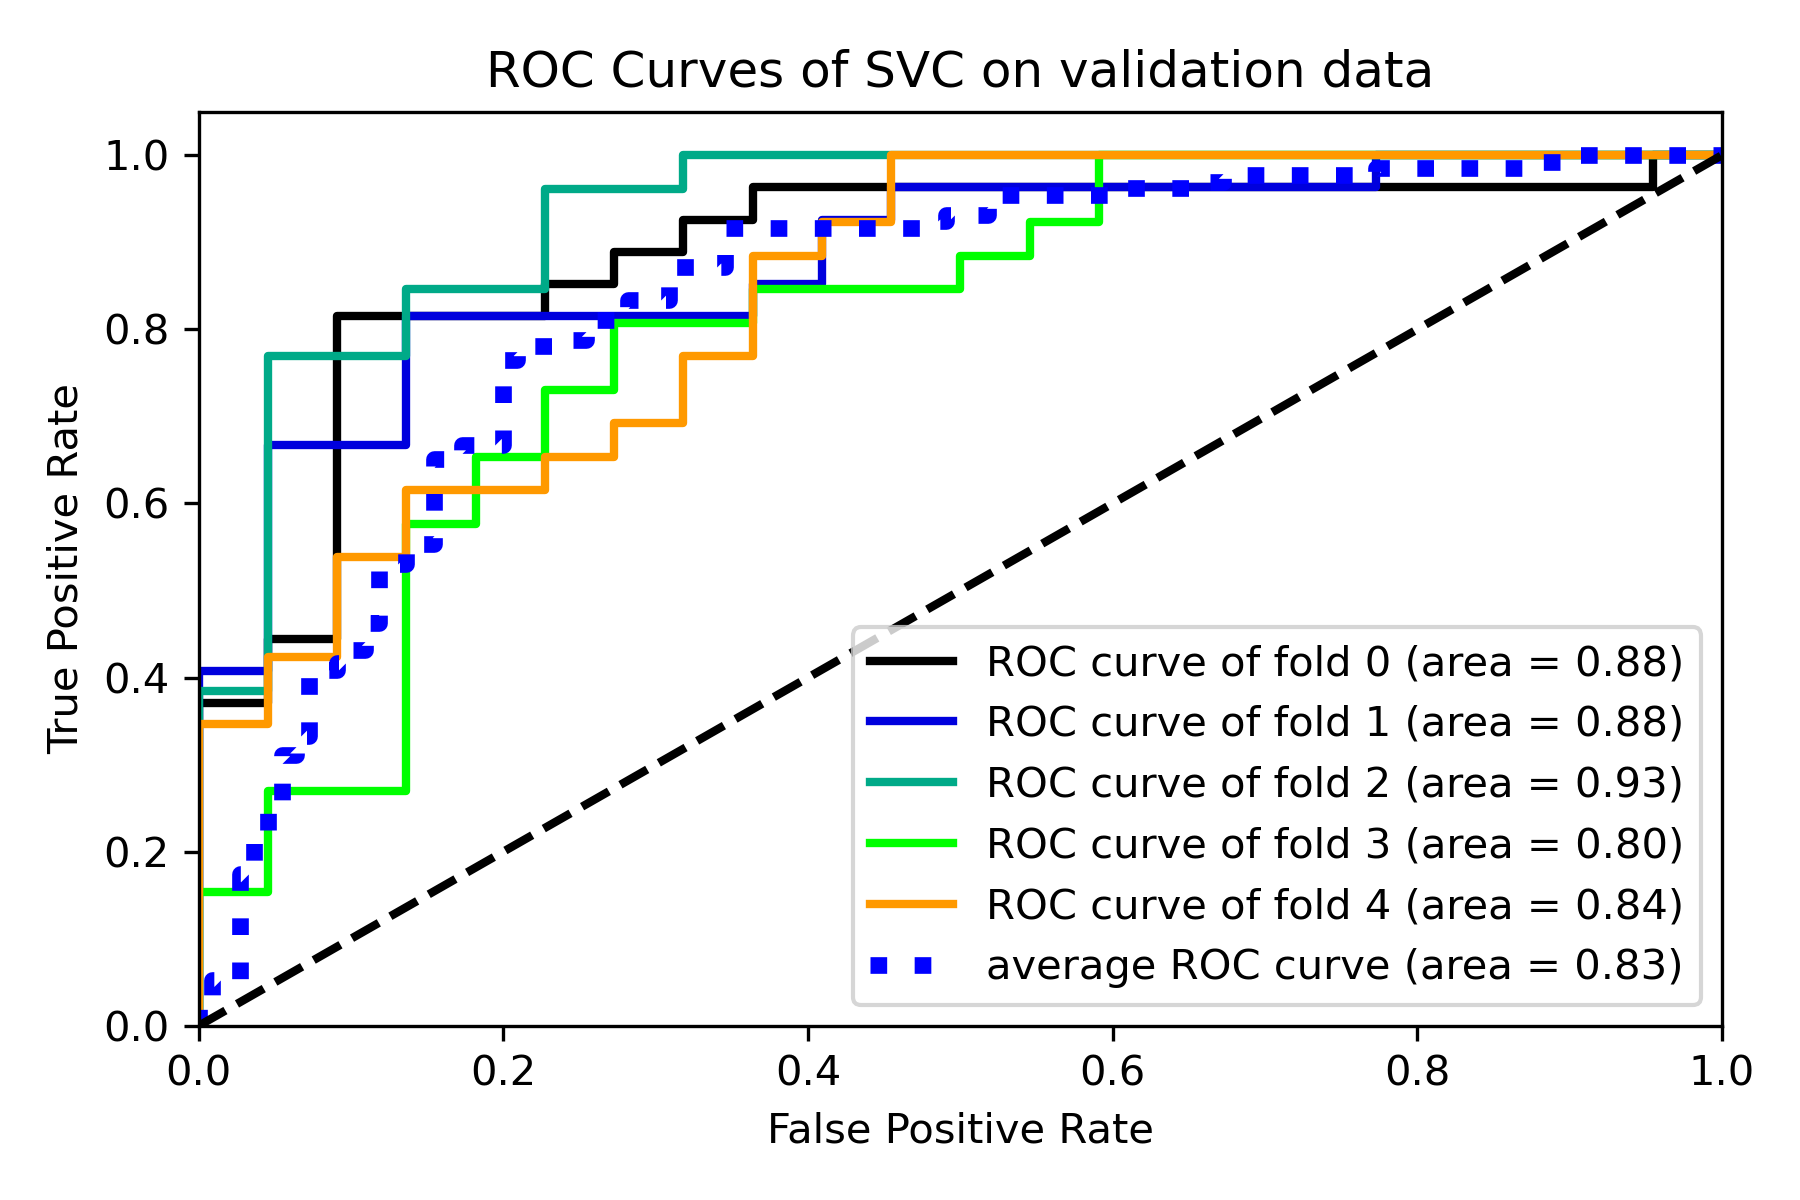 ROC Curves of SVC on validation data
True Positive Rate
1.0
0.8
0.6
0.4
0.2
0.0
0.0 0.2 0.4 0.6 0.8 1.0
False Positive Rate
ROC curve of fold 0 (area = 0.88)
ROC curve of fold 1 (area = 0.88)
ROC curve of fold 2 (area = 0.93)
ROC curve of fold 3 (area = 0.80)
ROC curve of fold 4 (area = 0.84)
average ROC curve (area = 0.83)